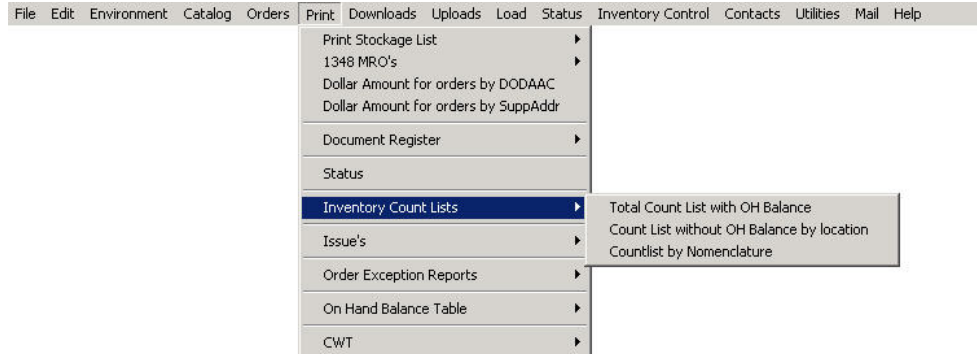 File Edit Environment Catalog Orders Print Downloads Uploads Load Status Inventory Control Contacts Utilities Mail Help
Print Stockage List
1348 MRO's
Dollar Amount for orders by DODAAC
Dollar Amount for orders by SuppAddr
Document Register
Status
Inventory Count Lists
Total Count List with OH Balance
Count List without OH Balance by location
Countlist by Nomenclature
Issue's
Order Exception Reports
On Hand Balance Table
CWT